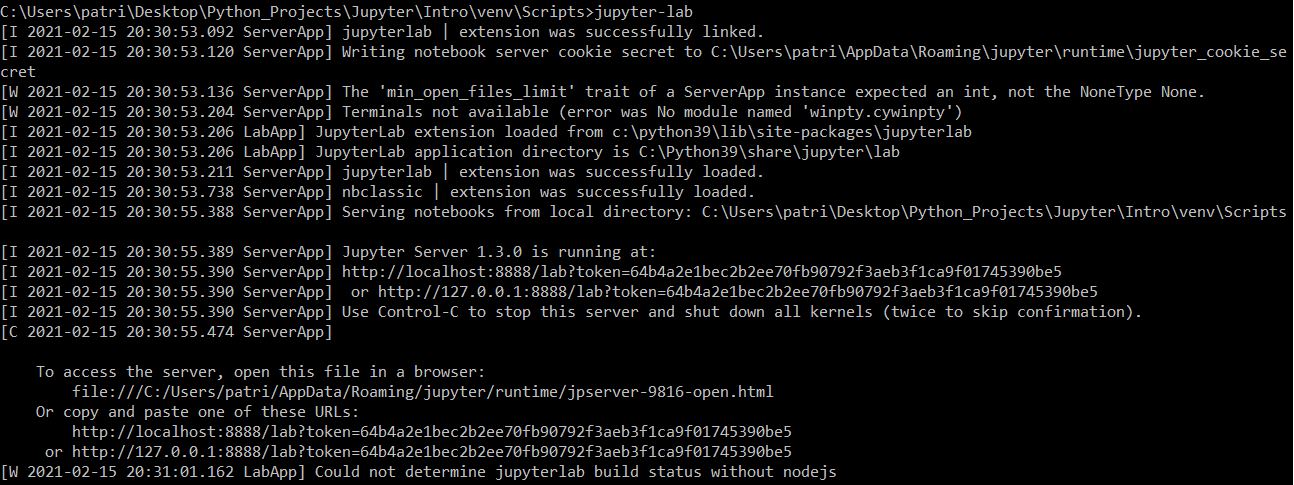 C:\Users\patri\Desktop\Python_Projects\Jupyter\Intro\venv\Scripts>jupyter-lab
[I 2021-02-15 20:30:53.092 ServerApp] jupyterlab | extension was successfully linked.
[I 2021-02-15 20:30:53.120 ServerApp] Writing notebook server cookie secret to C:\Users\patri\AppData\Roaming\jupyter\runtime\jupyter_cookie_se
cret
[W 2021-02-15 20:30:53.136 ServerApp] The 'min_open_files_limit' trait of a ServerApp instance expected an int, not the NoneType None.
[W 2021-02-15 20:30:53.204 ServerApp] Terminals not available (error was No module named 'winpty.cywinpty')
[I 2021-02-15 20:30:53.206 LabApp] JupyterLab extension loaded from c:\python39\lib\site-packages\jupyterlab
[I 2021-02-15 20:30:53.206 LabApp] JupyterLab application directory is C:\Python39\share\jupyter\lab
[I 2021-02-15 20:30:53.211 ServerApp] jupyterlab | extension was successfully loaded.
[I 2021-02-15 20:30:53.738 ServerApp] nbclassic | extension was successfully loaded.
[I 2021-02-15 20:30:55.388 ServerApp] Serving notebooks from local directory: C:\Users\patri\Desktop\Python_Projects\Jupyter\Intro\venv\Scripts
[I 2021-02-15 20:30:55.389 ServerApp] Jupyter Server 1.3.0 is running at:
[I 2021-02-15 20:30:55.390 ServerApp] http://localhost:8888/lab?token=64b4a2e1bec2b2ee70fb90792f3aeb3f1ca9f01745390be5
[I 2021-02-15 20:30:55.390 ServerApp]  or http://127.0.0.1:8888/lab?token=64b4a2e1bec2b2ee70fb90792f3aeb3f1ca9f01745390be5
[I 2021-02-15 20:30:55.390 ServerApp] Use Control-C to stop this server and shut down all kernels (twice to skip confirmation).
[C 2021-02-15 20:30:55.474 ServerApp]
To access the server, open this file in a browser:
file:///C:/Users/patri/AppData/Roaming/jupyter/runtime/jpserver-9816-open.html
Or copy and paste one of these URLs:
http://localhost:8888/lab?token=64b4a2e1bec2b2ee70fb90792f3aeb3f1ca9f01745390be5
or http://127.0.0.1:8888/lab?token=64b4a2e1bec2b2ee70fb90792f3aeb3f1ca9f01745390be5
[W 2021-02-15 20:31:01.162 LabApp] Could not determine jupyterlab build status without nodejs